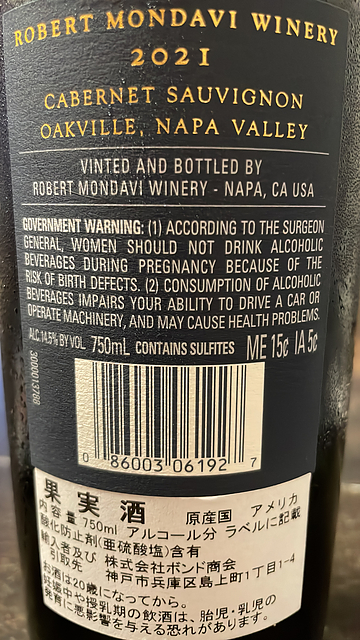 ROBERT MONDAVI WINERY
2021
CABERNET SAUVIGNON
OAKVILLE, NAPA VALLEY
VINTED AND BOTTLED BY
ROBERT MONDAVI WINERY - NAPA, CA USA
GOVERNMENT WARNING: (1) ACCORDING TO THE SURGEON
GENERAL, WOMEN SHOULD NOT DRINK ALCOHOLIC
BEVERAGES DURING PREGNANCY BECAUSE OF THE
RISK OF BIRTH DEFECTS. (2) CONSUMPTION OF ALCOHOLIC
BEVERAGES IMPAIRS YOUR ABILITY TO DRIVE A CAR OR
OPERATE MACHINERY, AND MAY CAUSE HEALTH PROBLEMS.
ALC.14.5% BY VOL. 750mL CONTAINS SULFITES ME 15¢ IA 5¢
3000013788
0 86003 06192 7
果実酒 原産国 アメリカ
内容量 750ml アルコール分 ラベルに記載
酸化防止剤(亜硫酸塩)含有
輸入者及び 株式会社ボンド商会
引取先 神戸市兵庫区島上町1丁目1-4
お酒は20歳になってから。
妊娠中や授乳期の飲酒は、胎児・乳児の
発育に悪影響を与える恐れがあります。